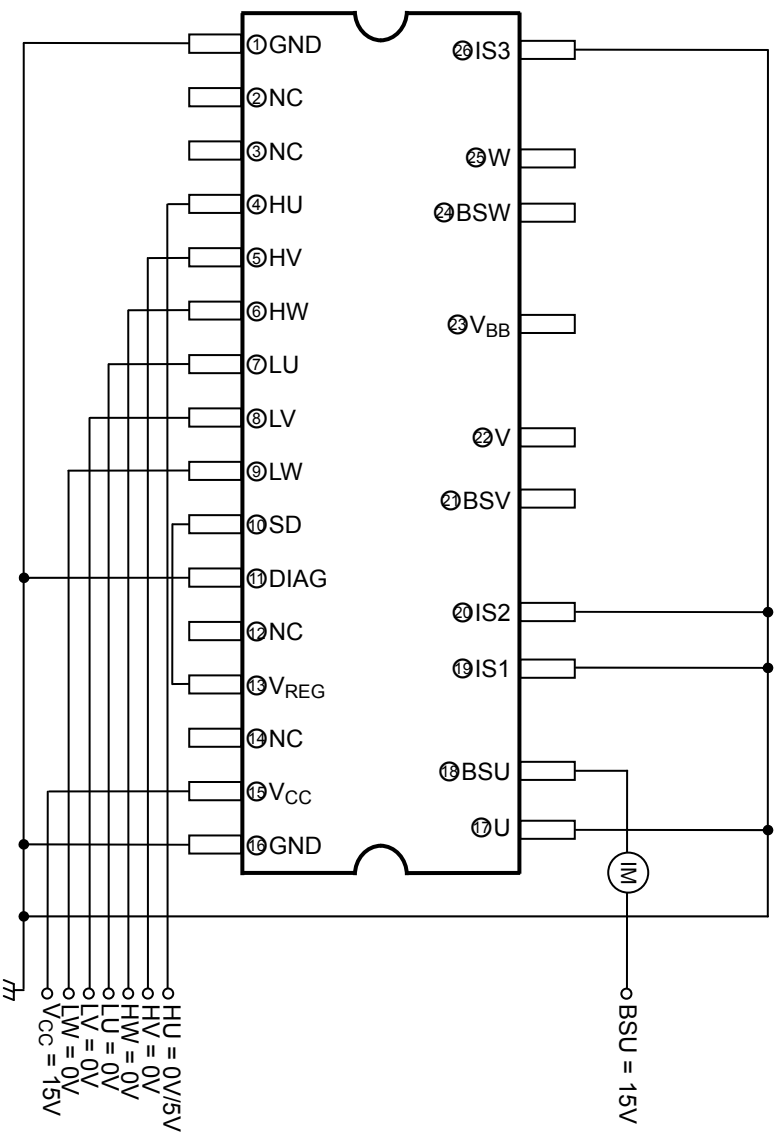 ①GND
②NC
③NC
④HU
⑤HV
⑥HW
⑦LU
⑧LV
⑨LW
⑩SD
⑪DIAG
⑫NC
⑬VREG
⑭NC
⑮VCC
⑯GND
㉖IS3
㉕W
㉔BSW
㉓VBB
㉒V
㉑BSV
⑳IS2
⑲IS1
⑱BSU
⑰U
IM
HU = 0V/5V
HV = 0V
HW = 0V
LU = 0V
LV = 0V
LW = 0V
VCC = 15V
BSU = 15V